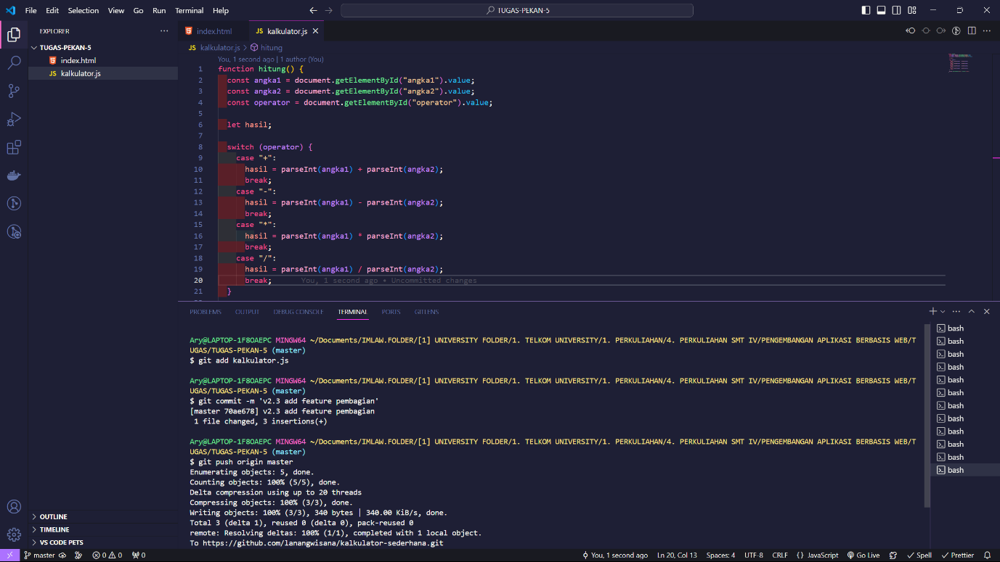 File Edit Selection View Go Run Terminal Help
TUGAS-PEKAN-5
EXPLORER
TUGAS-PEKAN-5
index.html
JS kalkulator.js
OUTLINE
TIMELINE
VS CODE PETS
index.html
JS kalkulator.js
JS kalkulator.js > hitung
You, 1 second ago | 1 author (You)
1 function hitung() {
2 const angka1 = document.getElementById("angka1").value;
3 const angka2 = document.getElementById("angka2").value;
4 const operator = document.getElementById("operator").value;
5
6 let hasil;
7
8 switch (operator) {
9 case "+":
10 hasil = parseInt(angka1) + parseInt(angka2);
11 break;
12 case "-":
13 hasil = parseInt(angka1) - parseInt(angka2);
14 break;
15 case "*":
16 hasil = parseInt(angka1) * parseInt(angka2);
17 break;
18 case "/":
19 hasil = parseInt(angka1) / parseInt(angka2);
20 break; You, 1 second ago • Uncommitted changes
21 }
PROBLEMS OUTPUT DEBUG CONSOLE TERMINAL PORTS GITLENS
Ary@LAPTOP-1F8OAEPC MINGW64 ~/Documents/IMLAW.FOLDER/[1] UNIVERSITY FOLDER/1. TELKOM UNIVERSITY/1. PERKULIAHAN/4. PERKULIAHAN SMT IV/PENGEMBANGAN APLIKASI BERBASIS WEB/T
UGAS/TUGAS-PEKAN-5 (master)
$ git add kalkulator.js
Ary@LAPTOP-1F8OAEPC MINGW64 ~/Documents/IMLAW.FOLDER/[1] UNIVERSITY FOLDER/1. TELKOM UNIVERSITY/1. PERKULIAHAN/4. PERKULIAHAN SMT IV/PENGEMBANGAN APLIKASI BERBASIS WEB/T
UGAS/TUGAS-PEKAN-5 (master)
$ git commit -m 'v2.3 add feature pembagian'
[master 70ae678] v2.3 add feature pembagian
1 file changed, 3 insertions(+)
Ary@LAPTOP-1F8OAEPC MINGW64 ~/Documents/IMLAW.FOLDER/[1] UNIVERSITY FOLDER/1. TELKOM UNIVERSITY/1. PERKULIAHAN/4. PERKULIAHAN SMT IV/PENGEMBANGAN APLIKASI BERBASIS WEB/T
UGAS/TUGAS-PEKAN-5 (master)
$ git push origin master
Enumerating objects: 5, done.
Counting objects: 100% (5/5), done.
Delta compression using up to 20 threads
Compressing objects: 100% (3/3), done.
Writing objects: 100% (3/3), 340 bytes | 340.00 KiB/s, done.
Total 3 (delta 1), reused 0 (delta 0), pack-reused 0
remote: Resolving deltas: 100% (1/1), completed with 1 local object.
To https://github.com/lanangwisana/kalkulator-sederhana.git
bash
bash
bash
bash
bash
bash
bash
bash
bash
bash
bash
bash
master 0 0 0 You, 1 second ago Ln 20, Col 13 Spaces: 4 UTF-8 CRLF {} JavaScript Go Live Spell Prettier